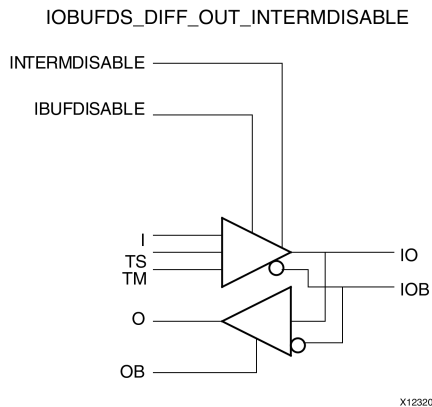 IOBUFDS_DIFF_OUT_INTERMDISABLE
INTERMDISABLE
IBUFDISABLE
I
TS
TM
IO
IOB
O
OB
X12320